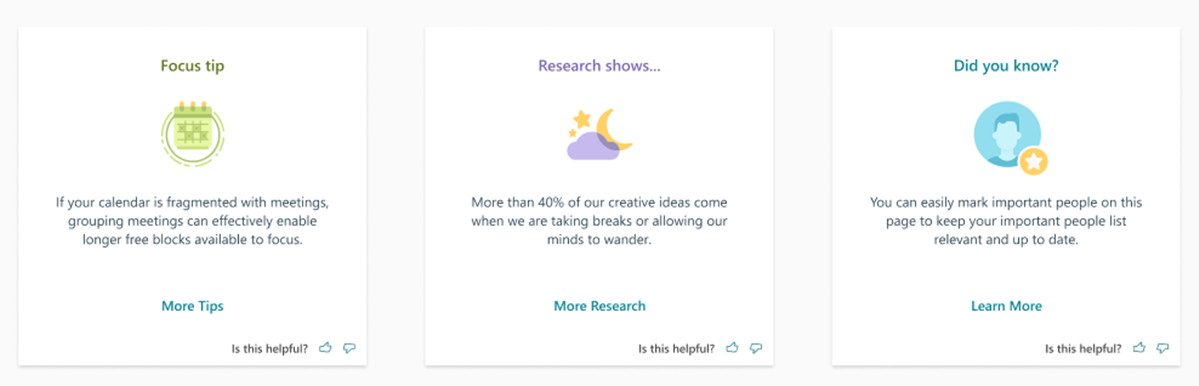 Focus tip
If your calendar is fragmented with meetings,
grouping meetings can effectively enable
longer free blocks available to focus.
More Tips
Is this helpful?
Research shows...
More than 40% of our creative ideas come
when we are taking breaks or allowing our
minds to wander.
More Research
Is this helpful?
Did you know?
You can easily mark important people on this
page to keep your important people list
relevant and up to date.
Learn More
Is this helpful?